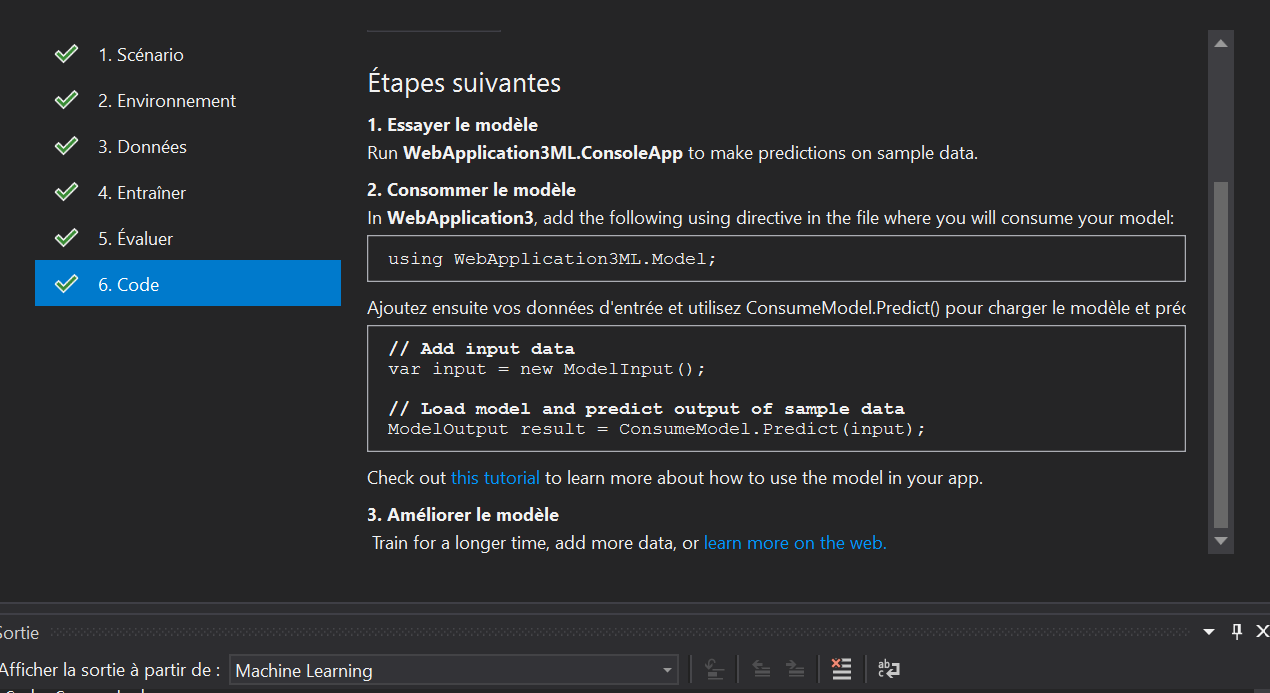 1. Scénario
2. Environnement
3. Données
4. Entraîner
5. Évaluer
6. Code
Étapes suivantes
1. Essayer le modèle
Run WebApplication3ML.ConsoleApp to make predictions on sample data.
2. Consommer le modèle
In WebApplication3, add the following using directive in the file where you will consume your model:
using WebApplication3ML.Model;
Ajoutez ensuite vos données d'entrée et utilisez ConsumeModel.Predict() pour charger le modèle et
// Add input data
var input = new ModelInput();
// Load model and predict output of sample data
ModelOutput result = ConsumeModel.Predict(input);
Check out this tutorial to learn more about how to use the model in your app.
3. Améliorer le modèle
Train for a longer time, add more data, or learn more on the web.
Sortie
Afficher la sortie à partir de : Machine Learning